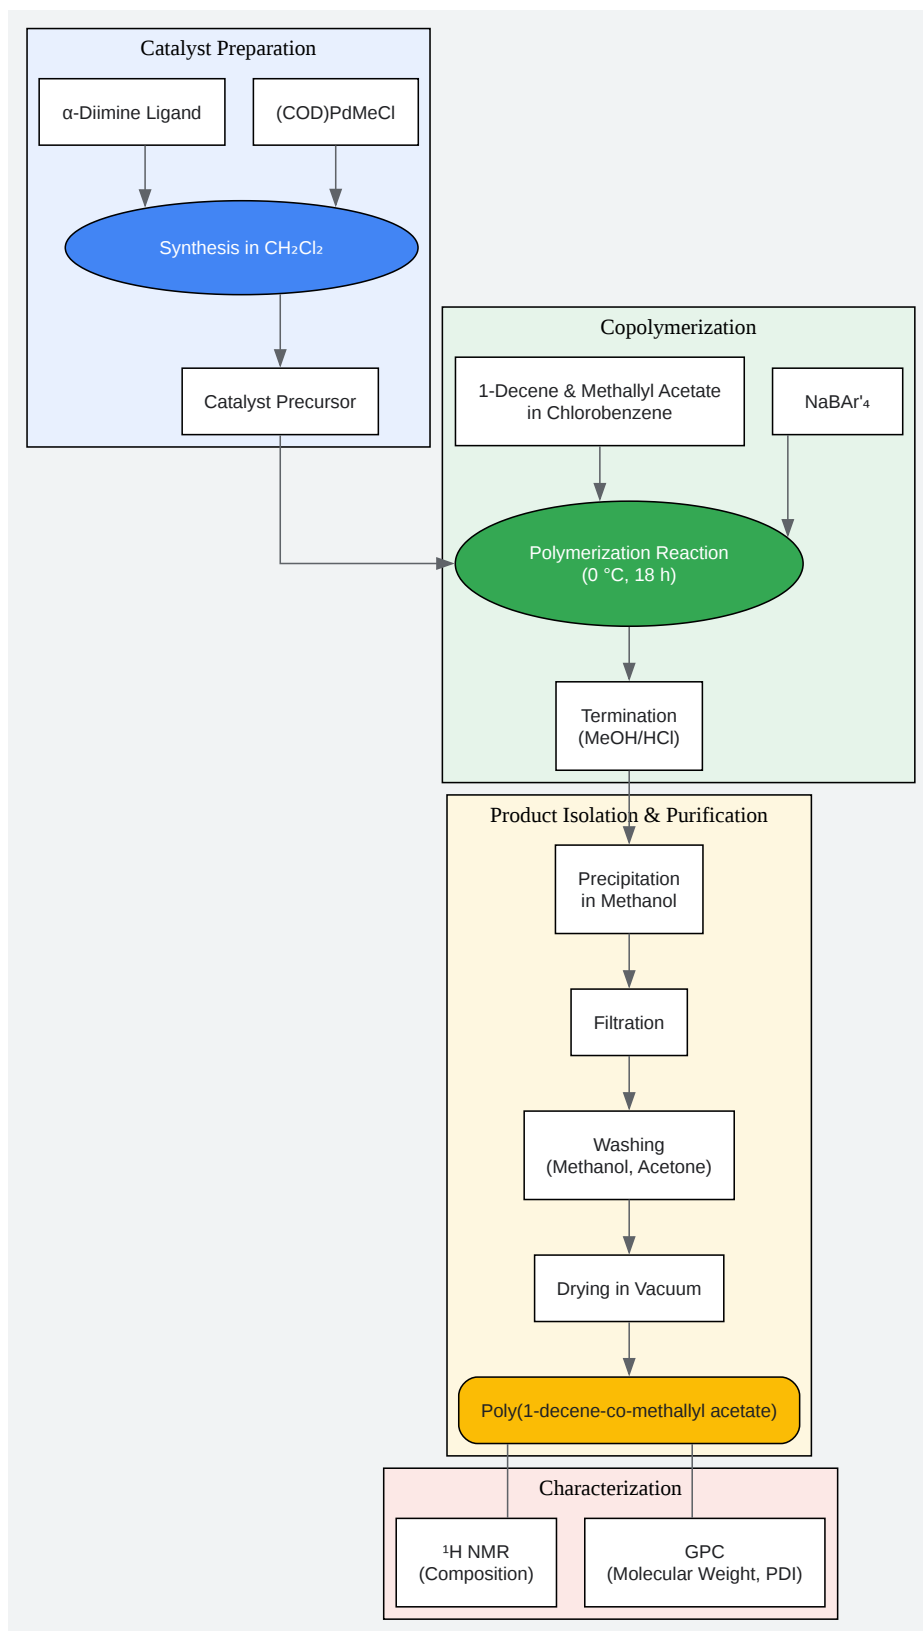 Catalyst Preparation
α-Diimine Ligand
(COD)PdMeCl
Synthesis in CH₂Cl₂
Catalyst Precursor
Copolymerization
1-Decene & Methallyl Acetate
in Chlorobenzene
NaBAr'₄
Polymerization Reaction
(0 °C, 18 h)
Termination
(MeOH/HCl)
Product Isolation & Purification
Precipitation
in Methanol
Filtration
Washing
(Methanol, Acetone)
Drying in Vacuum
Poly(1-decene-co-methallyl acetate)
Characterization
¹H NMR
(Composition)
GPC
(Molecular Weight, PDI)